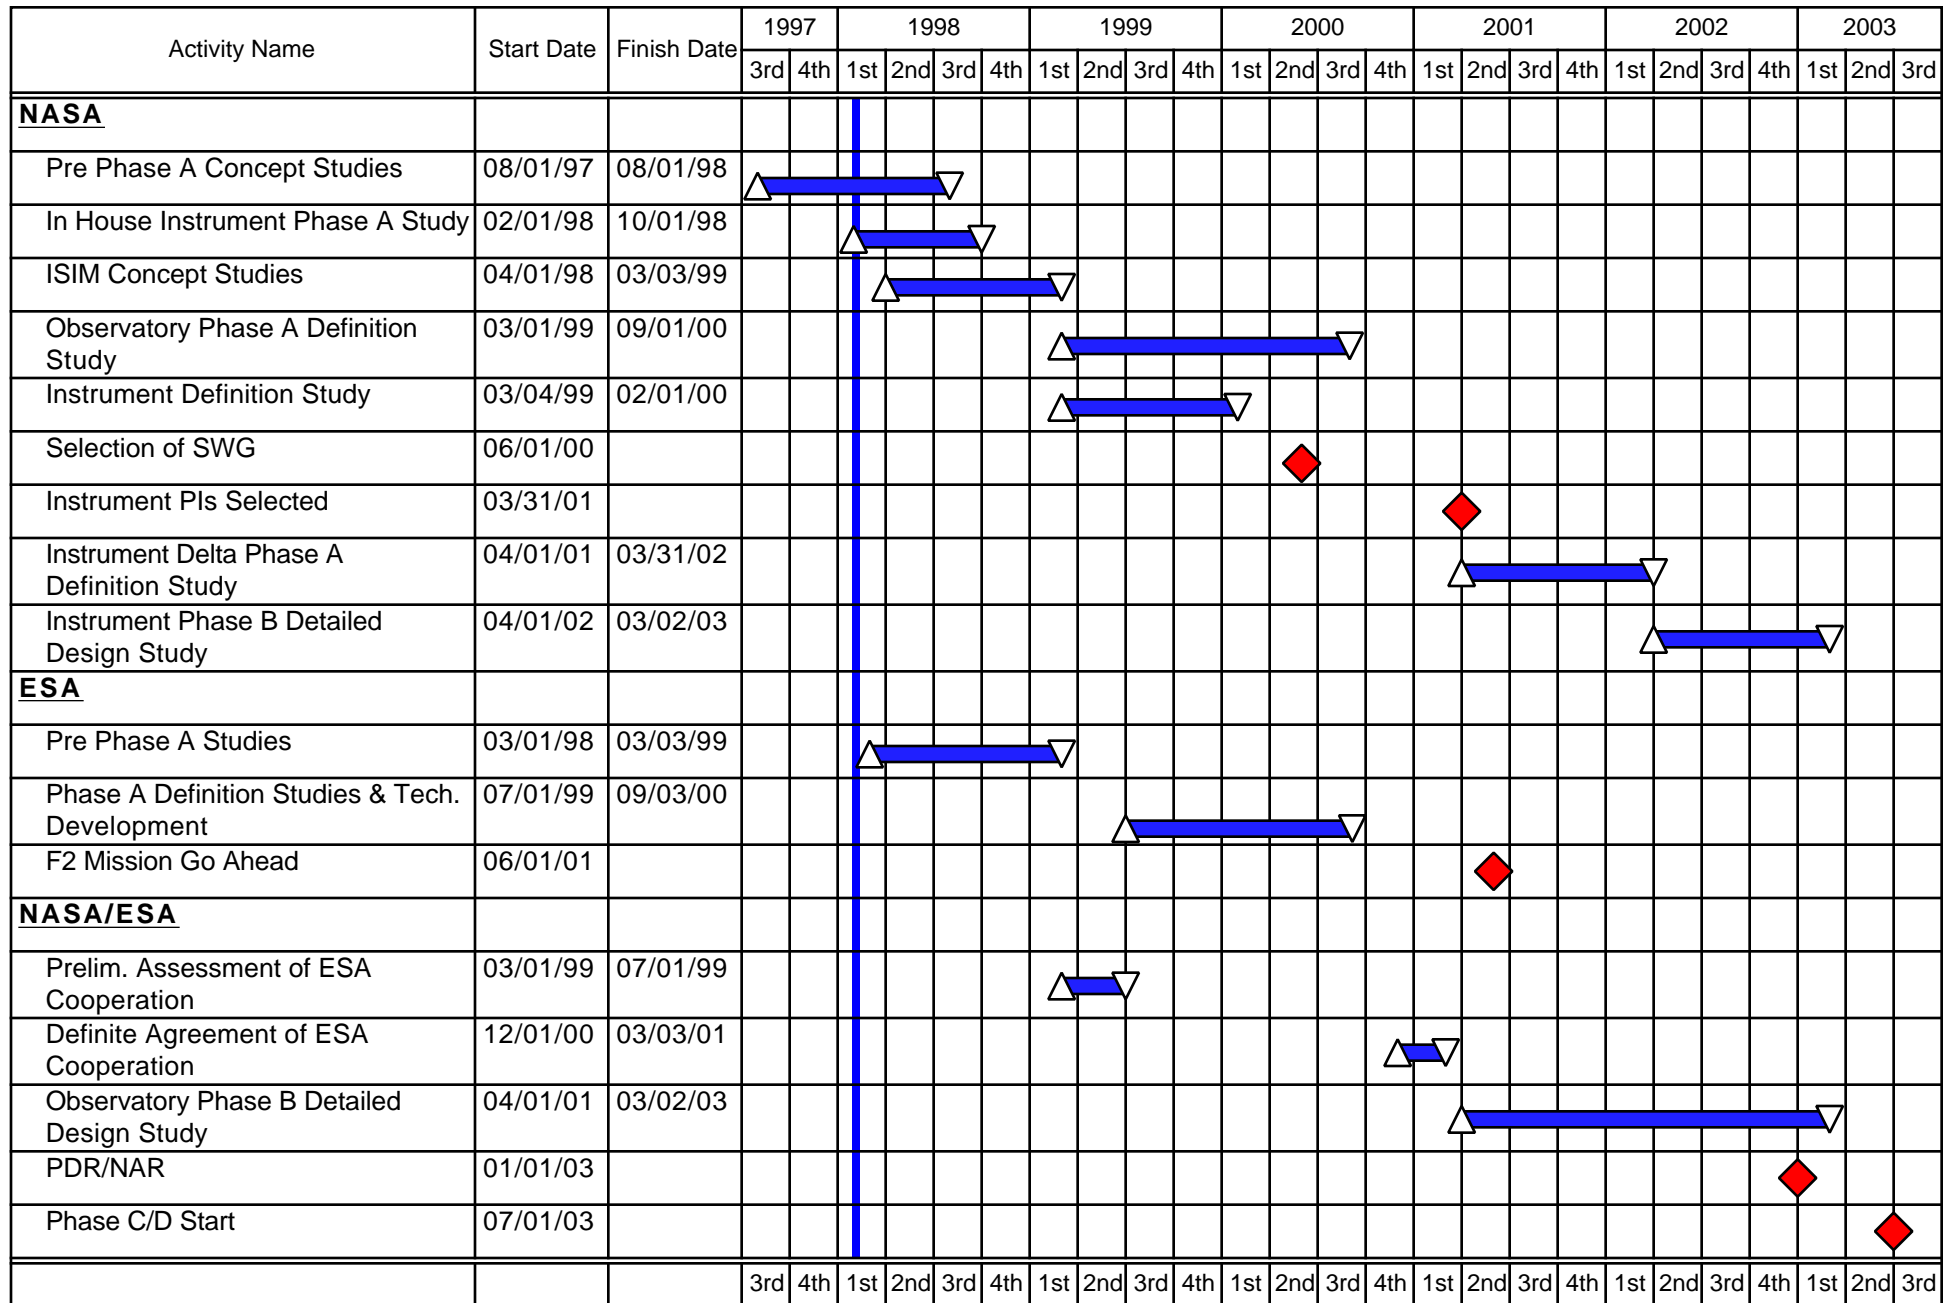 Activity Name Start Date Finish Date 1997 1998 1999 2000 2001 2002 2003
3rd 4th 1st 2nd 3rd 4th 1st 2nd 3rd 4th 1st 2nd 3rd 4th 1st 2nd 3rd 4th 1st 2nd 3rd 4th 1st 2nd 3rd
NASA
Pre Phase A Concept Studies 08/01/97 08/01/98
In House Instrument Phase A Study 02/01/98 10/01/98
ISIM Concept Studies 04/01/98 03/03/99
Observatory Phase A Definition 03/01/99 09/01/00
Study
Instrument Definition Study 03/04/99 02/01/00
Selection of SWG 06/01/00
Instrument PIs Selected 03/31/01
Instrument Delta Phase A 04/01/01 03/31/02
Definition Study
Instrument Phase B Detailed 04/01/02 03/02/03
Design Study
ESA
Pre Phase A Studies 03/01/98 03/03/99
Phase A Definition Studies & Tech. 07/01/99 09/03/00
Development
F2 Mission Go Ahead 06/01/01
NASA/ESA
Prelim. Assessment of ESA 03/01/99 07/01/99
Cooperation
Definite Agreement of ESA 12/01/00 03/03/01
Cooperation
Observatory Phase B Detailed 04/01/01 03/02/03
Design Study
PDR/NAR 01/01/03
Phase C/D Start 07/01/03
3rd 4th 1st 2nd 3rd 4th 1st 2nd 3rd 4th 1st 2nd 3rd 4th 1st 2nd 3rd 4th 1st 2nd 3rd 4th 1st 2nd 3rd